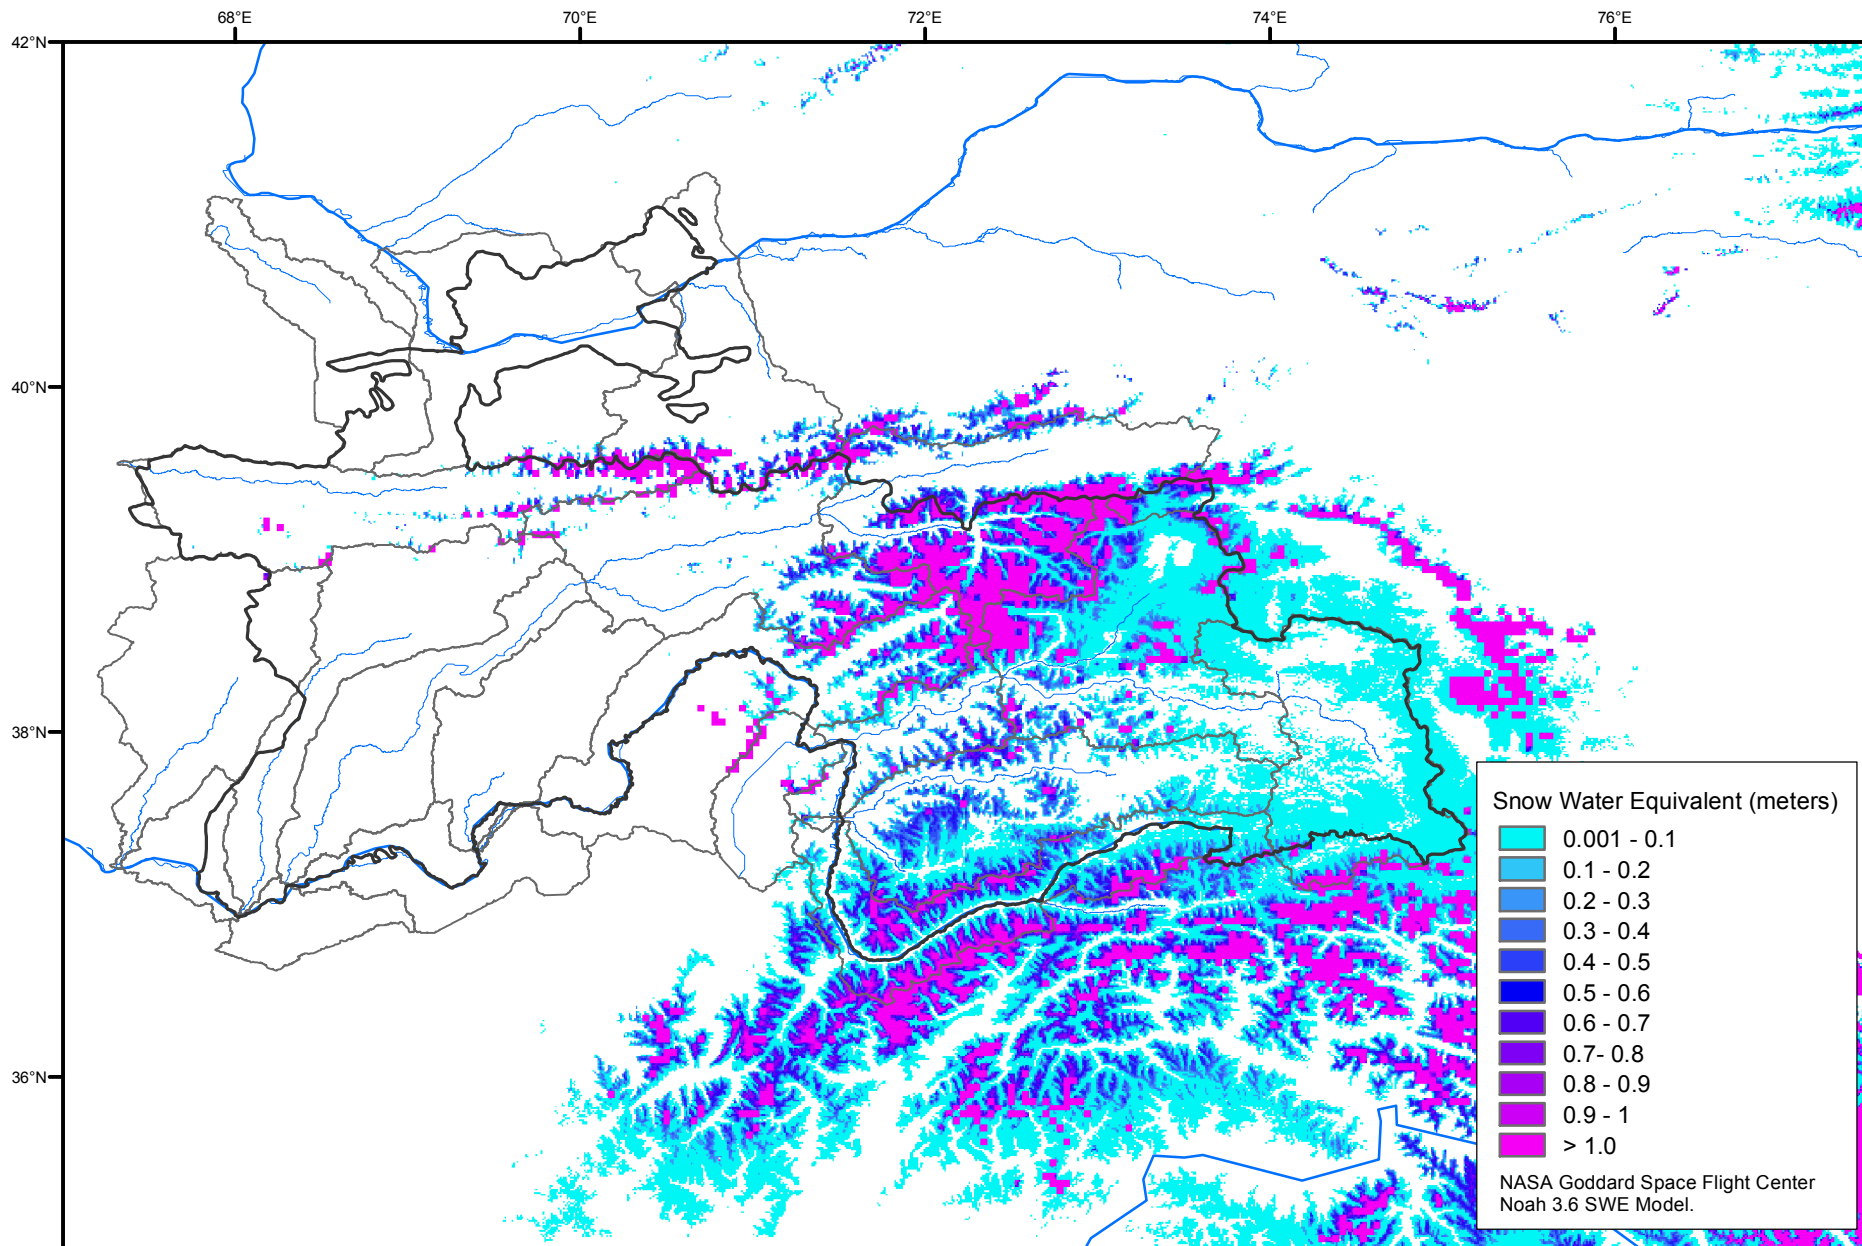 68°E
70°E
72°E
74°E
76°E
42°N
40°N
38°N
36°N
Snow Water Equivalent (meters)
0.001 - 0.1
0.1 - 0.2
0.2 - 0.3
0.3 - 0.4
0.4 - 0.5
0.5 - 0.6
0.6 - 0.7
0.7- 0.8
0.8 - 0.9
0.9 - 1
> 1.0
NASA Goddard Space Flight Center
Noah 3.6 SWE Model.